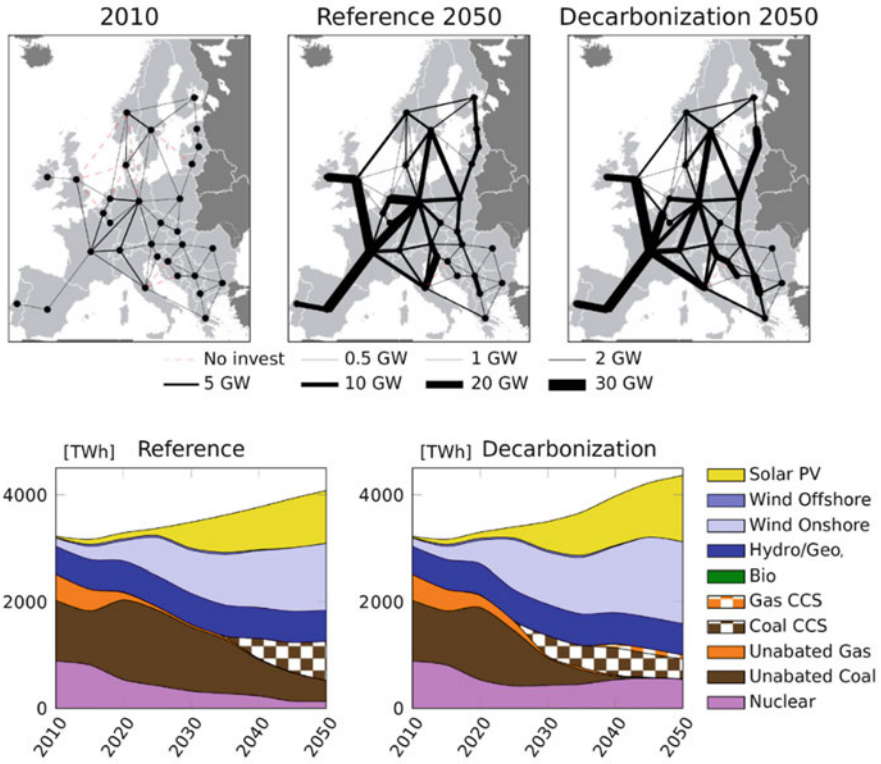 2010
Reference 2050
Decarbonization 2050
No invest
0.5 GW
1 GW
2 GW
5 GW
10 GW
20 GW
30 GW
[TWh] Reference
[TWh] Decarbonization
4000
2000
0
2010
2020
2030
2040
2050
4000
2000
0
2010
2020
2030
2040
2050
Solar PV
Wind Offshore
Wind Onshore
Hydro/Geo,
Bio
Gas CCS
Coal CCS
Unabated Gas
Unabated Coal
Nuclear